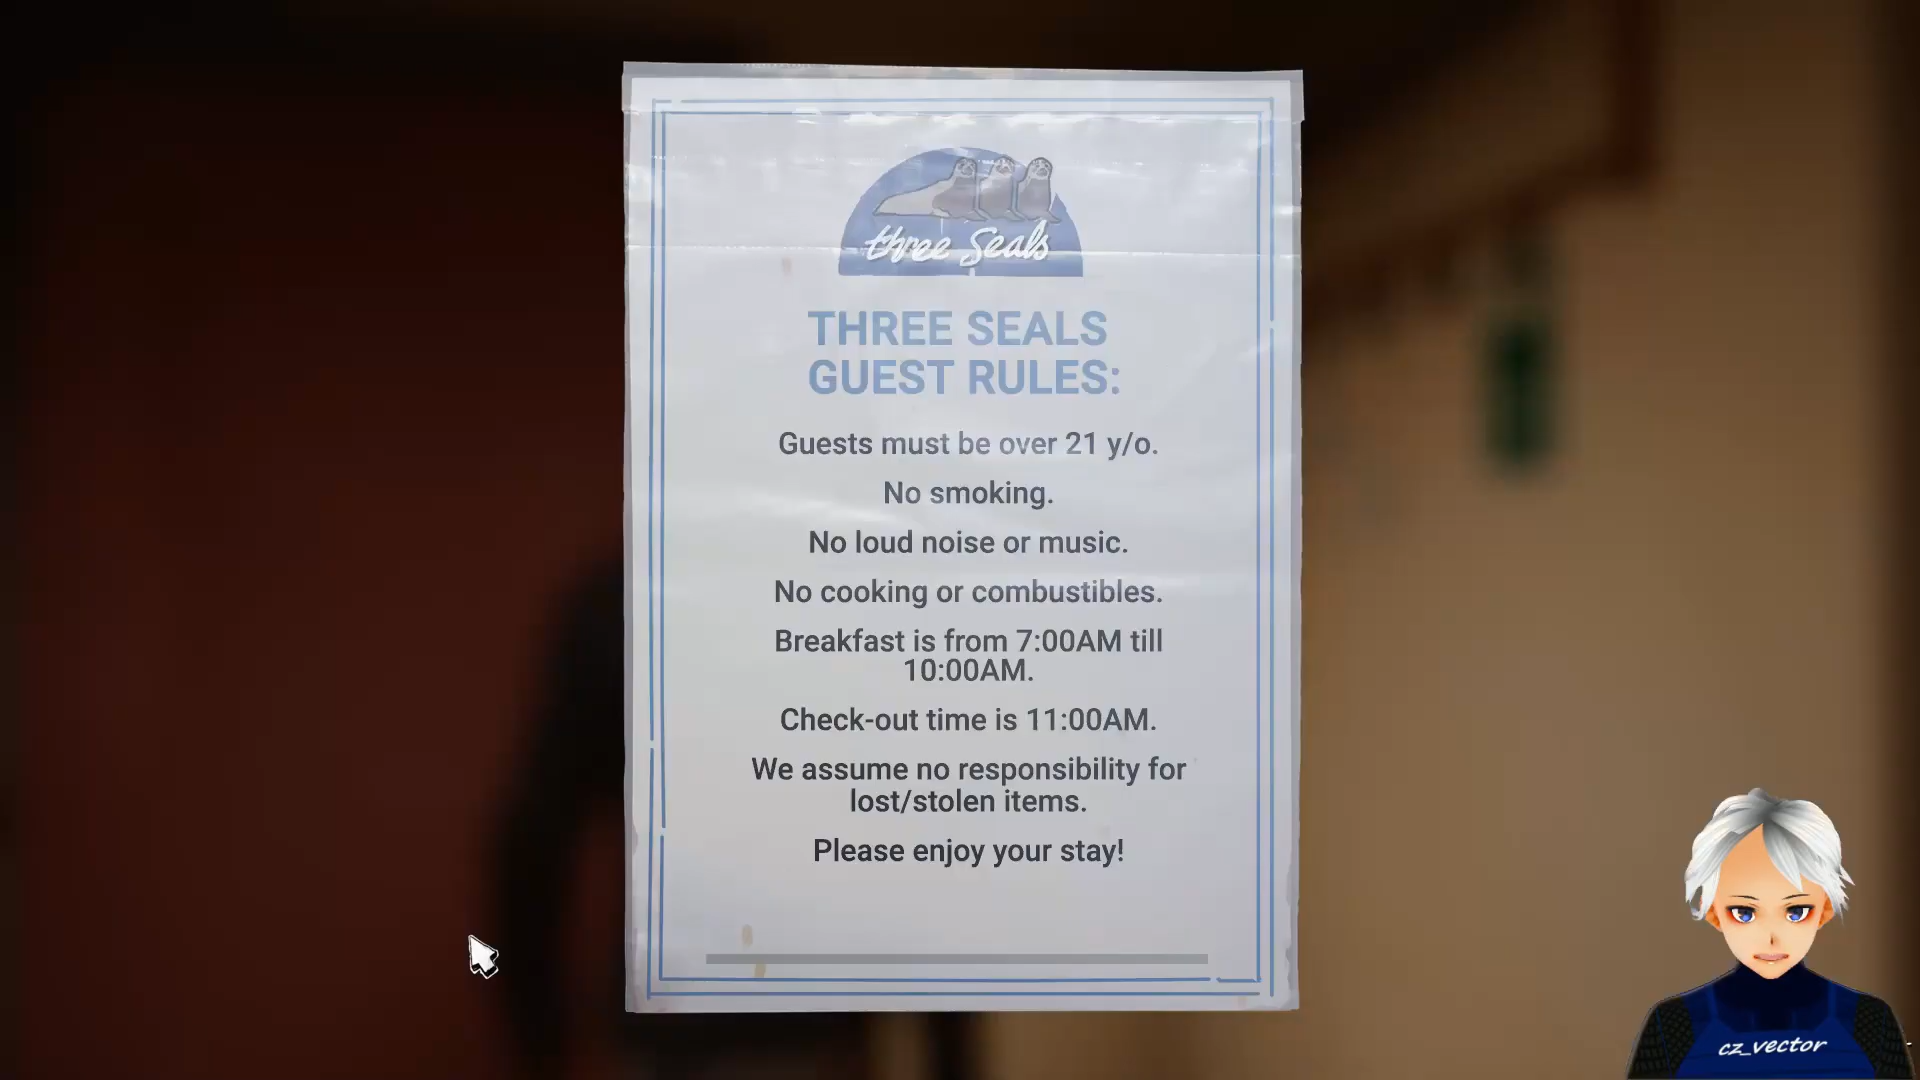 three Seals
THREE SEALS
GUEST RULES:
Guests must be over 21 y/o.
No smoking.
No loud noise or music.
No cooking or combustibles.
Breakfast is from 7:00AM till
10:00AM.
Check-out time is 11:00AM.
We assume no responsibility for
lost/stolen items.
Please enjoy your stay!
cz_vector